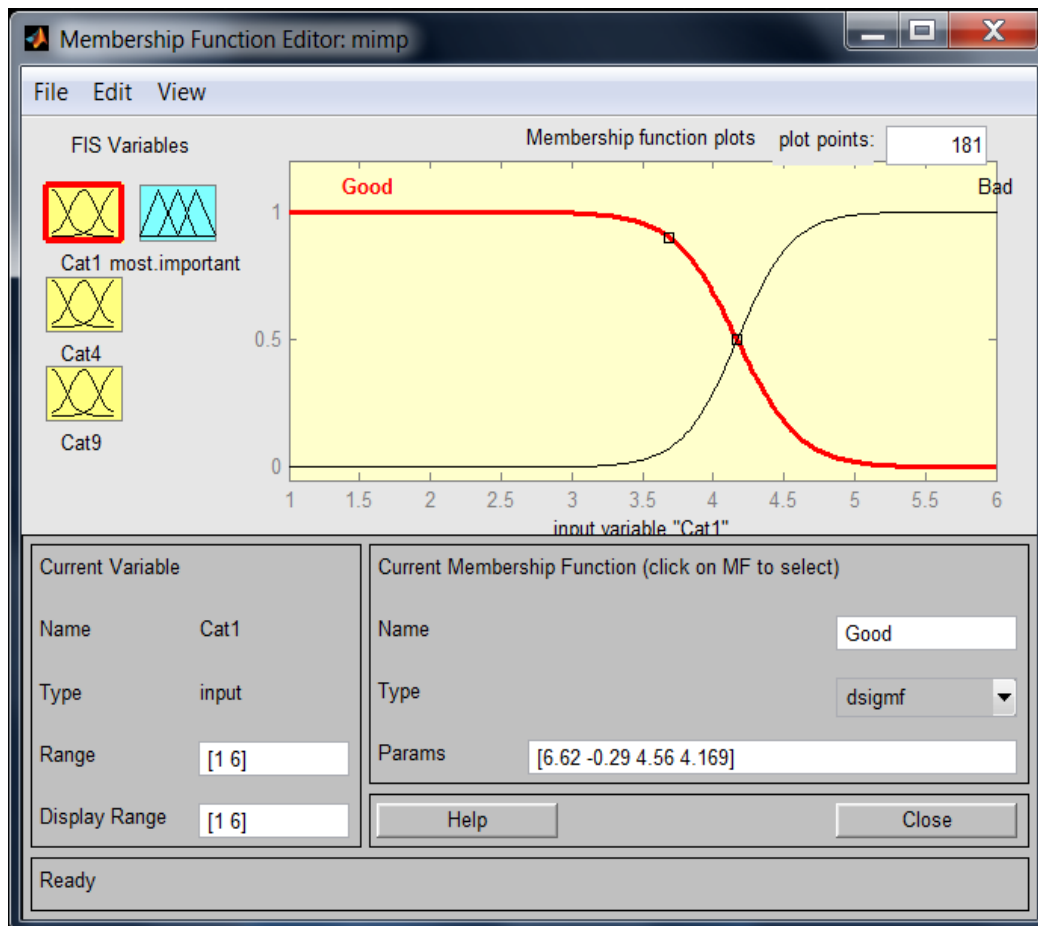 Membership Function Editor: mimp
File Edit View
FIS Variables
Membership function plots plot points: 181
Good
Bad
Cat1 most.important
Cat4
Cat9
1
0.5
0
1 1.5 2 2.5 3 3.5 4 4.5 5 5.5 6
input variable "Cat1"
Current Variable
Name Cat1
Type input
Range [1 6]
Display Range [1 6]
Current Membership Function (click on MF to select)
Name Good
Type dsigmf
Params [6.62 -0.29 4.56 4.169]
Help Close
Ready